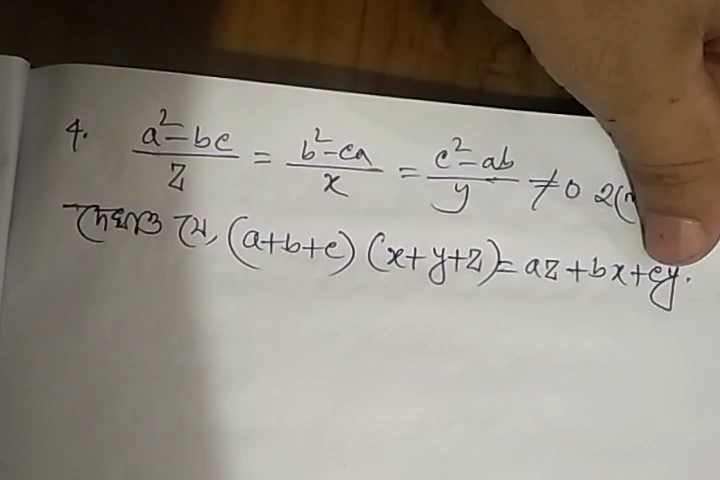 4. (a²-bc)/z = (b²-ca)/x = (c²-ab)/y ≠ 0
দেখাও যে, (a+b+c) (x+y+z) = az+bx+cy.